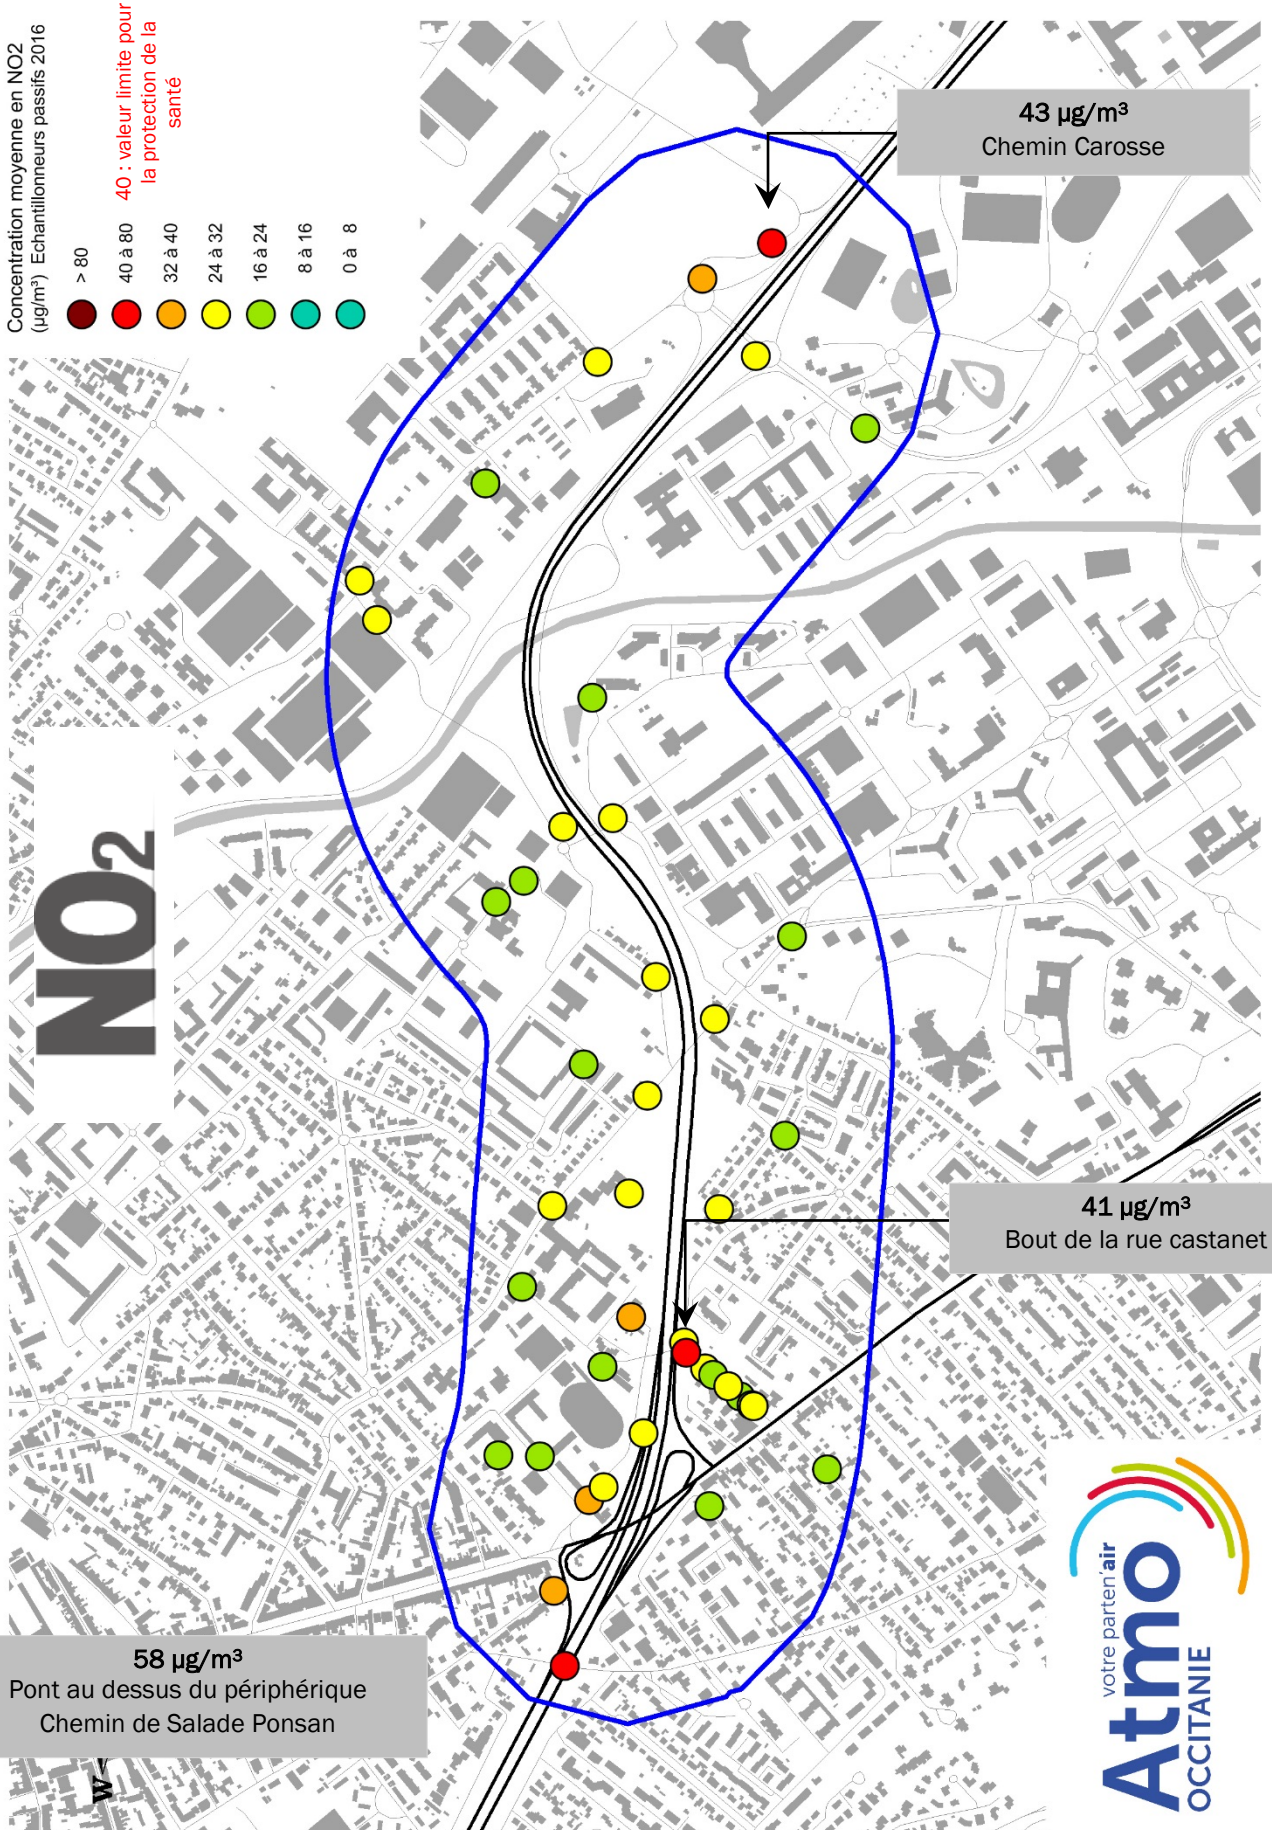 Concentration moyenne en NO2
(µg/m³) Echantillonneurs passifs 2016
> 80
40 à 80
32 à 40
24 à 32
16 à 24
8 à 16
0 à 8
40 : valeur limite pour
la protection de la
santé
43 µg/m³
Chemin Carosse
NO2
41 µg/m³
Bout de la rue castanet
58 µg/m³
Pont au dessus du périphérique
Chemin de Salade Ponsan
W
votre parten'air
Atmo
OCCITANIE